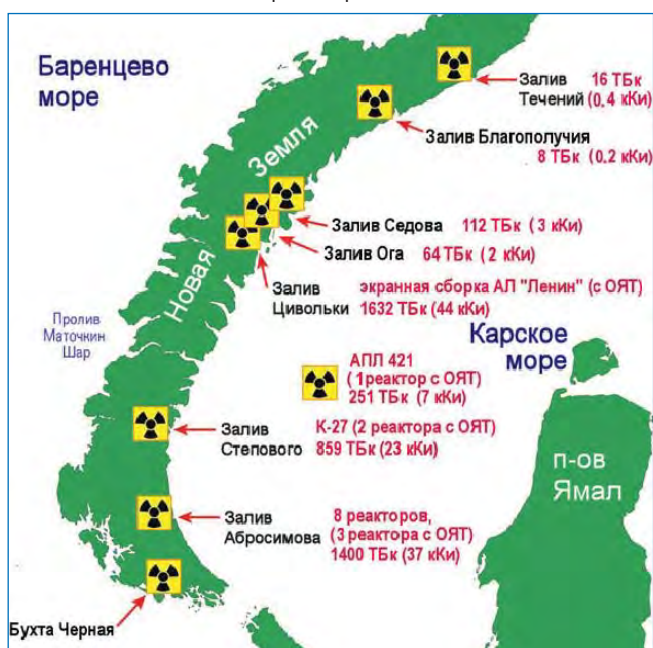 Баренцево
море
Залив
Течений
16 ТБк
(0.4 кКи)
Залив Благополучия
8 ТБк (0.2 кКи)
Земля
Залив Седова 112 ТБк (3 кКи)
Залив Ога 64 ТБк (2 кКи)
Залив
Цивольки
экранная сборка АЛ "Ленин" (с ОЯТ)
1632 ТБк (44 кКи)
Новая
Пролив
Маточкин
Шар
Карское
море
АПЛ 421
(1 реактор с ОЯТ)
251 ТБк (7 кКи)
Залив
Степового
К-27 (2 реактора с ОЯТ)
859 ТБк (23 кКи)
п-ов
Ямал
Залив
Абросимова
8 реакторов,
(3 реактора с ОЯТ)
1400 ТБк (37 кКи)
Бухта Черная